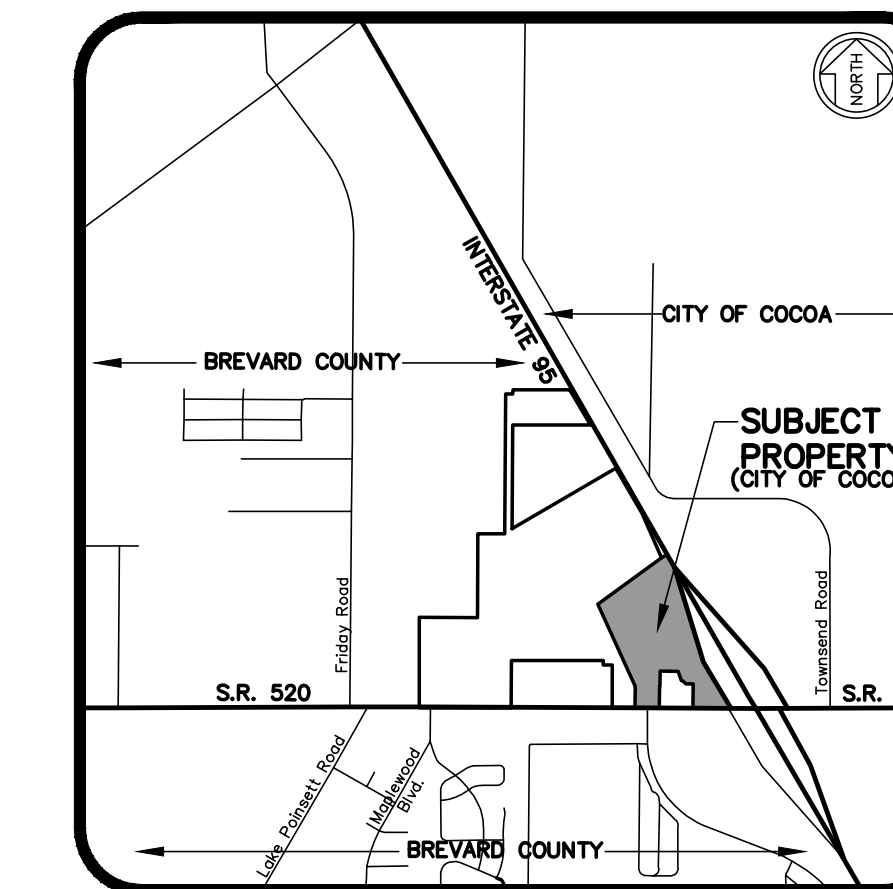 NORTH
INTERSTATE 95
CITY OF COCOA
BREVARD COUNTY
SUBJECT
PROPERTY
(CITY OF COCO
Friday Road
Townsend Road
S.R. 520
S.R.
Lake Poinsett Road
Maplewood
Blvd.
BREVARD COUNTY